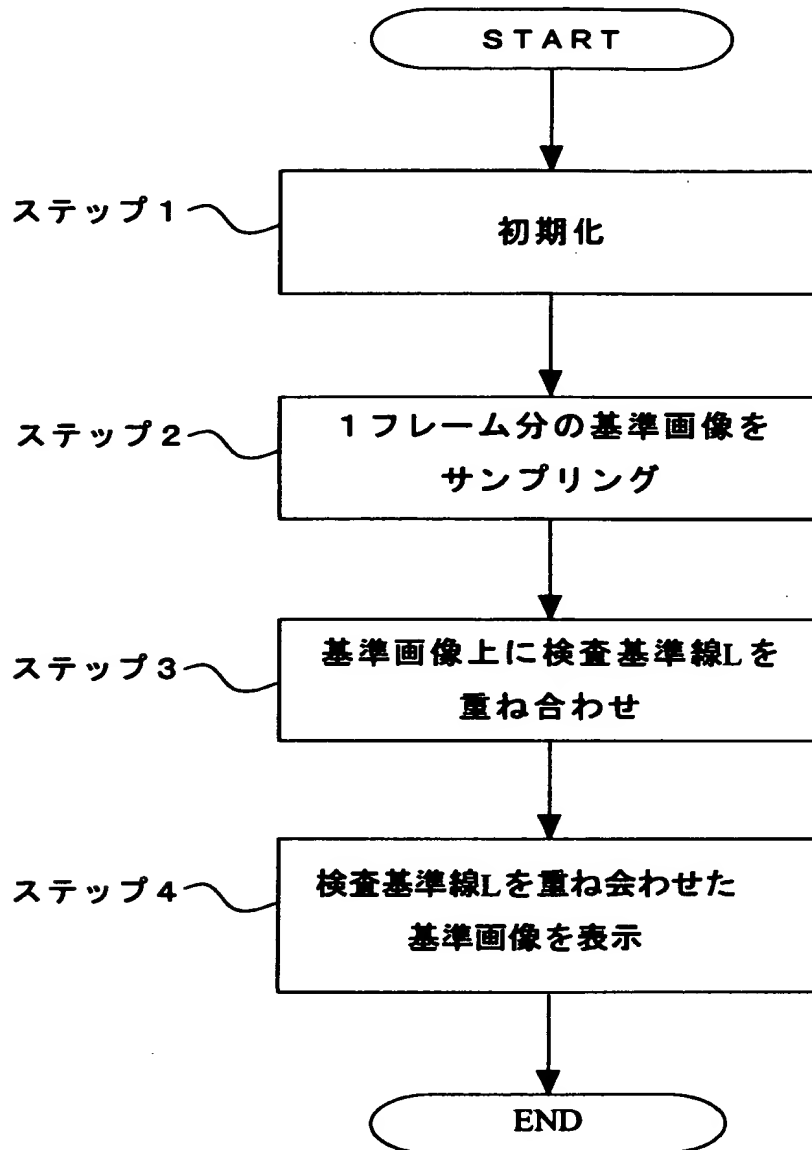 START
ステップ1
初期化
ステップ2
1フレーム分の基準画像を
サンプリング
ステップ3
基準画像上に検査基準線Lを
重ね合わせ
ステップ4
検査基準線Lを重ね会わせた
基準画像を表示
END